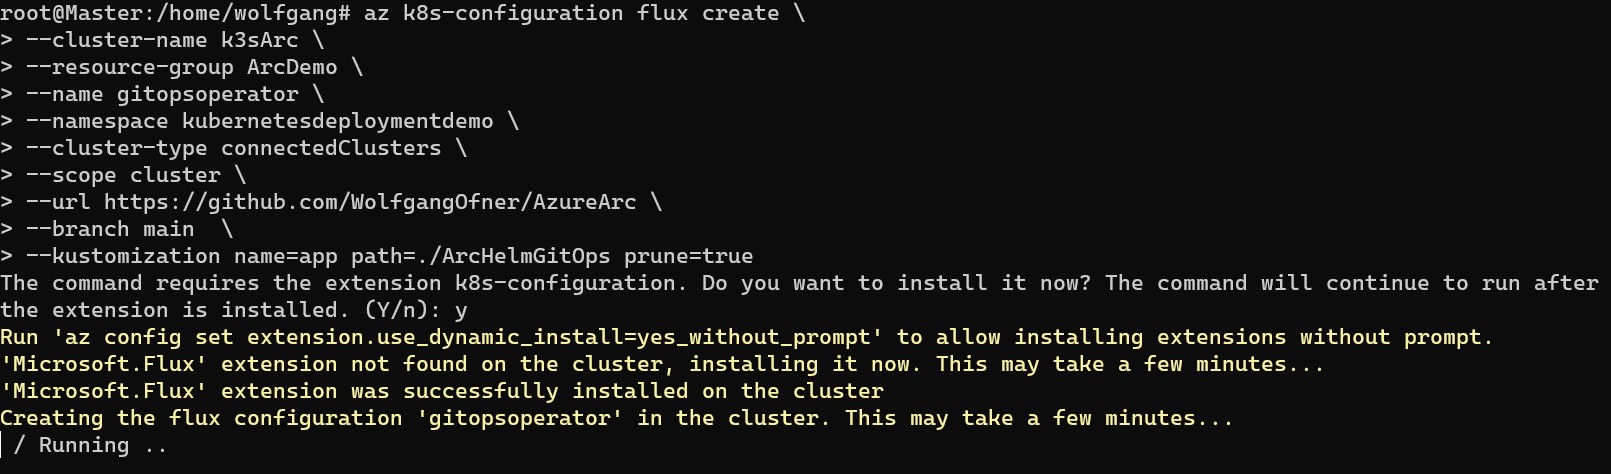 root@Master:/home/wolfgang# az k8s-configuration flux create \
> --cluster-name k3sArc \
> --resource-group ArcDemo \
> --name gitopsoperator \
> --namespace kubernetesdeploymentdemo \
> --cluster-type connectedClusters \
> --scope cluster \
> --url https://github.com/WolfgangOfner/AzureArc \
> --branch main  \
> --kustomization name=app path=./ArcHelmGitOps prune=true
The command requires the extension k8s-configuration. Do you want to install it now? The command will continue to run after
the extension is installed. (Y/n): y
Run 'az config set extension.use_dynamic_install=yes_without_prompt' to allow installing extensions without prompt.
'Microsoft.Flux' extension not found on the cluster, installing it now. This may take a few minutes...
'Microsoft.Flux' extension was successfully installed on the cluster
Creating the flux configuration 'gitopsoperator' in the cluster. This may take a few minutes...
 / Running ..